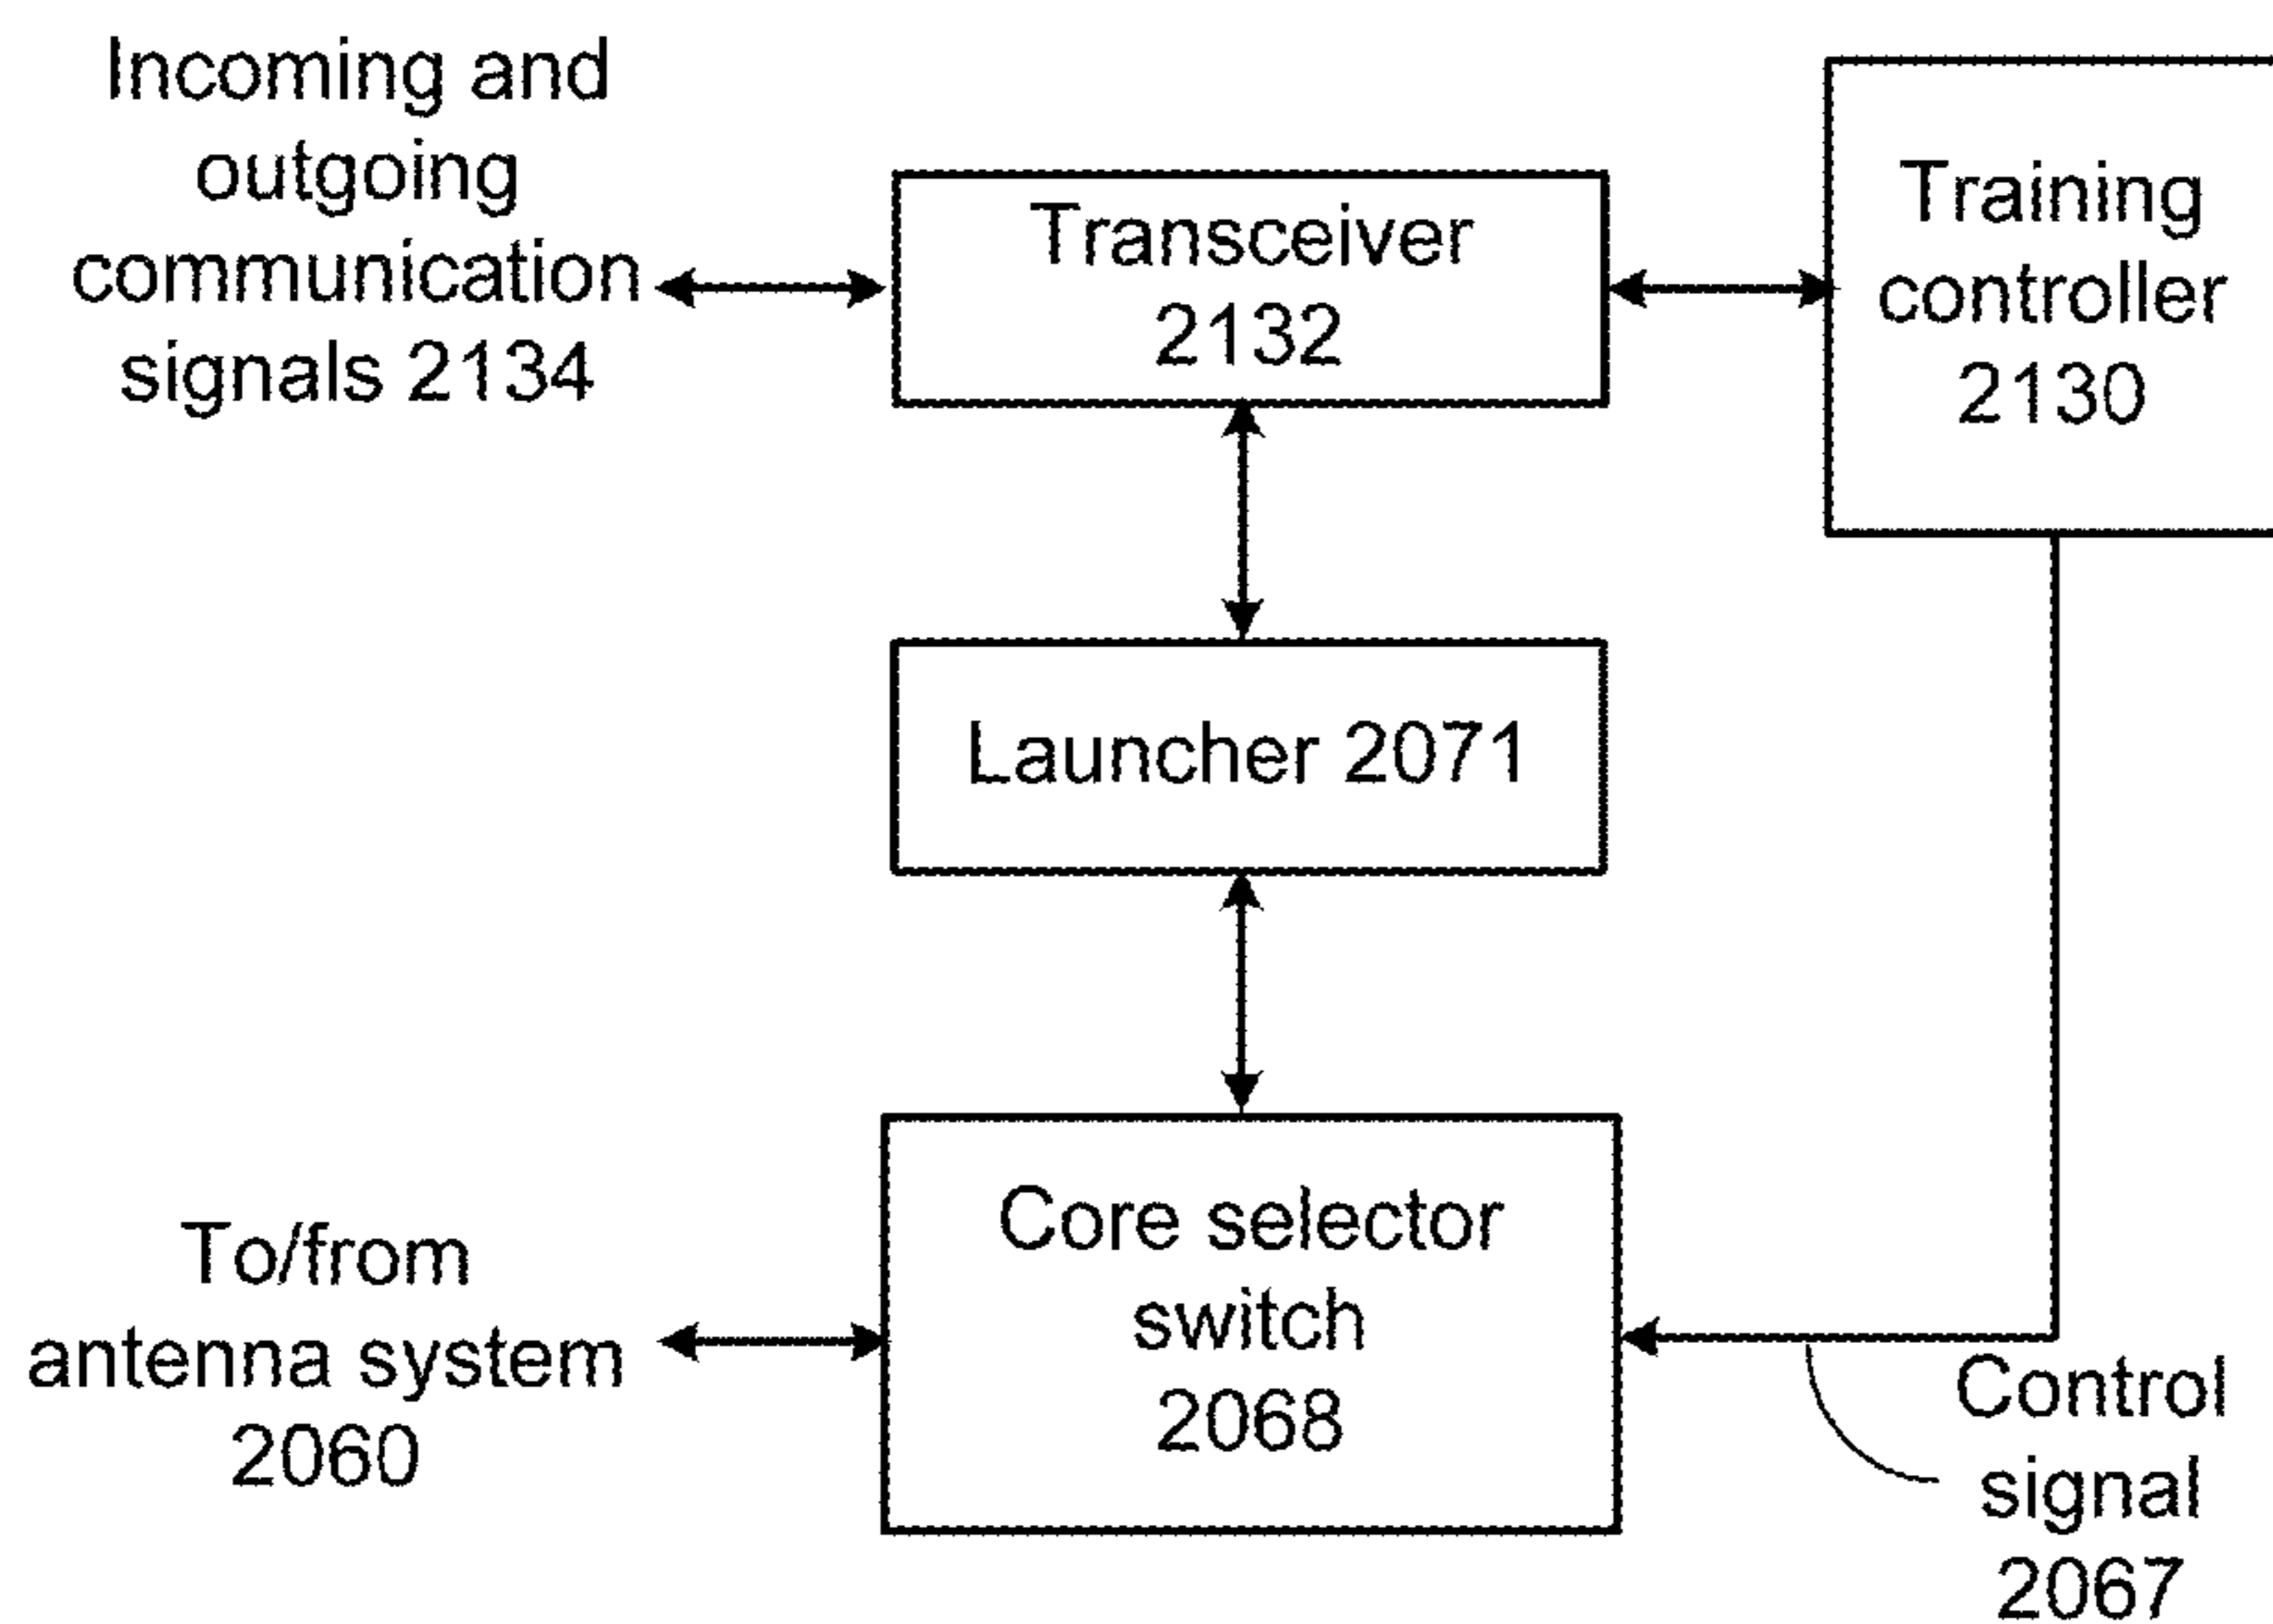 Incoming and
outgoing
communication
signals 2134
Transceiver
2132
Training
controller
2130
Launcher 2071
Core selector
switch
2068
To/from
antenna system
2060
Control
signal
2067